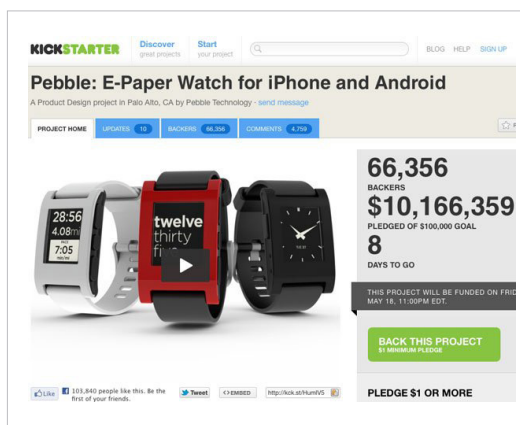 KICKSTARTER
Discover
great projects
Start
your project
BLOG HELP SIGN UP
Pebble: E-Paper Watch for iPhone and Android
A Product Design project in Palo Alto, CA by Pebble Technology · send message
PROJECT HOME
UPDATES 10
BACKERS 66,356
COMMENTS 4,759
28:56
4.08mi
7:05
twelve
thirty
five
66,356
BACKERS
$10,166,359
PLEDGED OF $100,000 GOAL
8
DAYS TO GO
THIS PROJECT WILL BE FUNDED ON FRID
MAY 18, 11:00PM EDT.
BACK THIS PROJECT
$1 MINIMUM PLEDGE
Like
103,840 people like this. Be the
first of your friends.
Tweet
<>EMBED
http://kck.st/HumIV5
PLEDGE $1 OR MORE